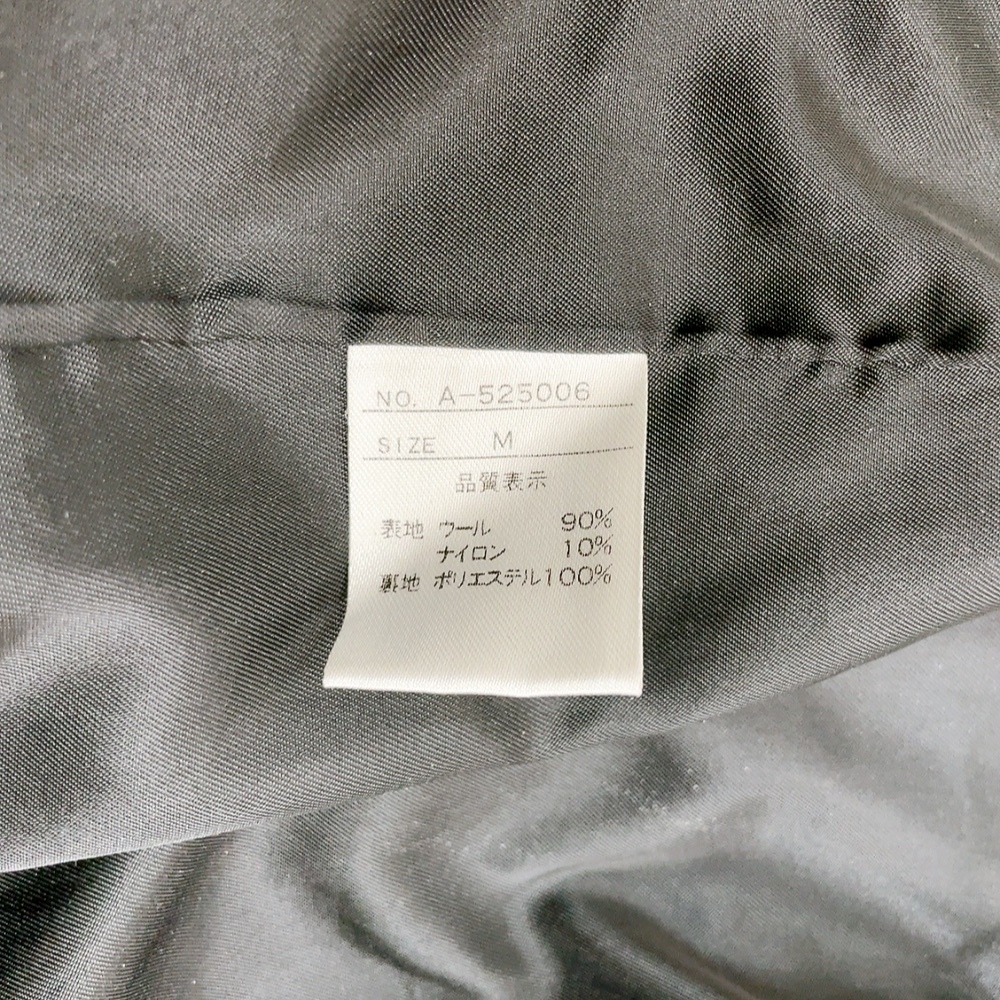 NO. A-525006
SIZE M
品質表示
表地 ウール 90%
ナイロン 10%
裏地 ポリエステル100%